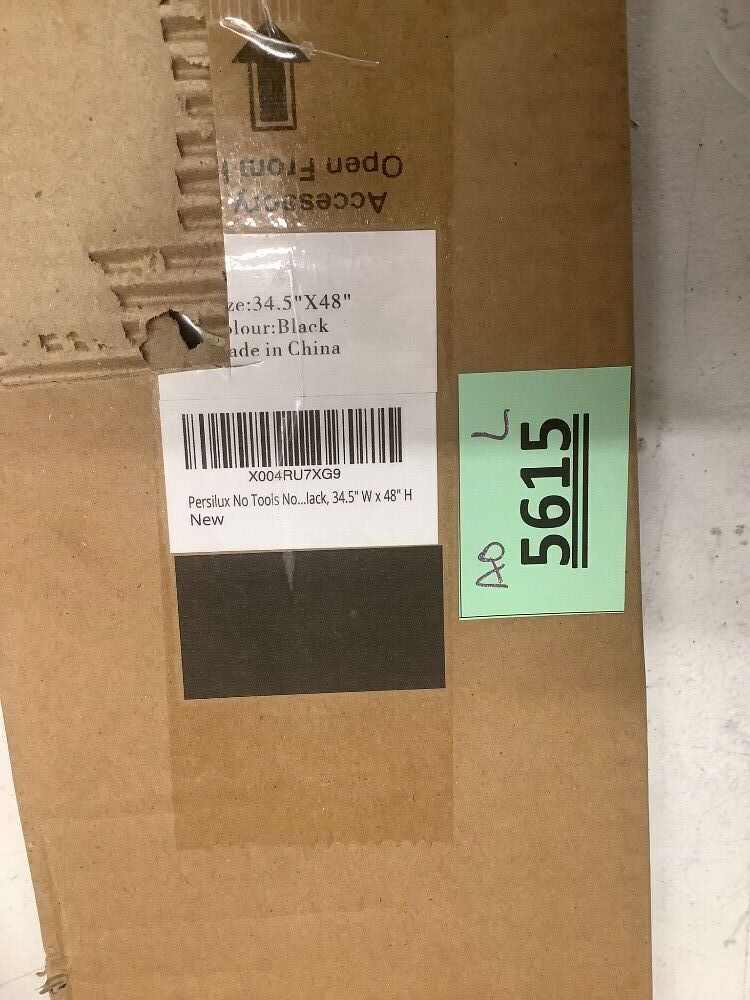 Accessory
Open From
ze:34.5"X48"
lour:Black
ade in China
X004RU7XG9
Persilux No Tools No...lack, 34.5" W x 48" H
New
5615
L